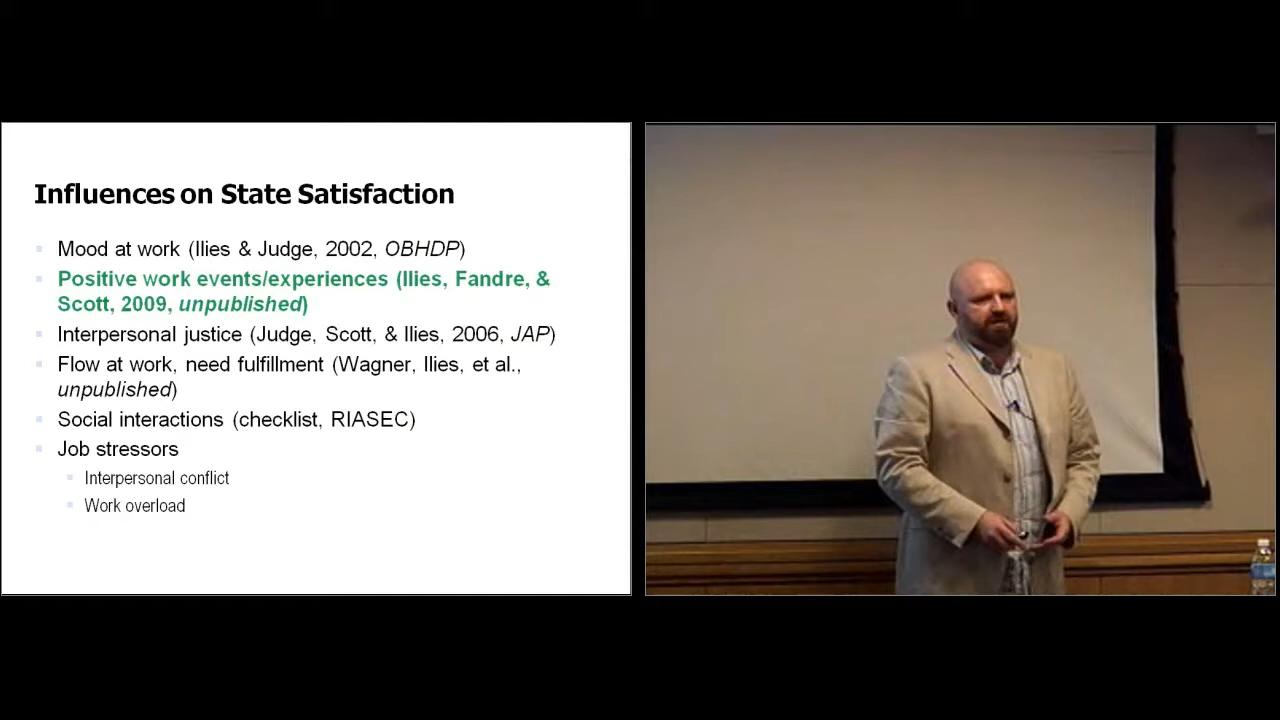 Influences on State Satisfaction
Mood at work (Ilies & Judge, 2002, OBHDP)
Positive work events/experiences (Ilies, Fandre, &
Scott, 2009, unpublished)
Interpersonal justice (Judge, Scott, & Ilies, 2006, JAP)
Flow at work, need fulfillment (Wagner, Ilies, et al.,
unpublished)
Social interactions (checklist, RIASEC)
Job stressors
Interpersonal conflict
Work overload